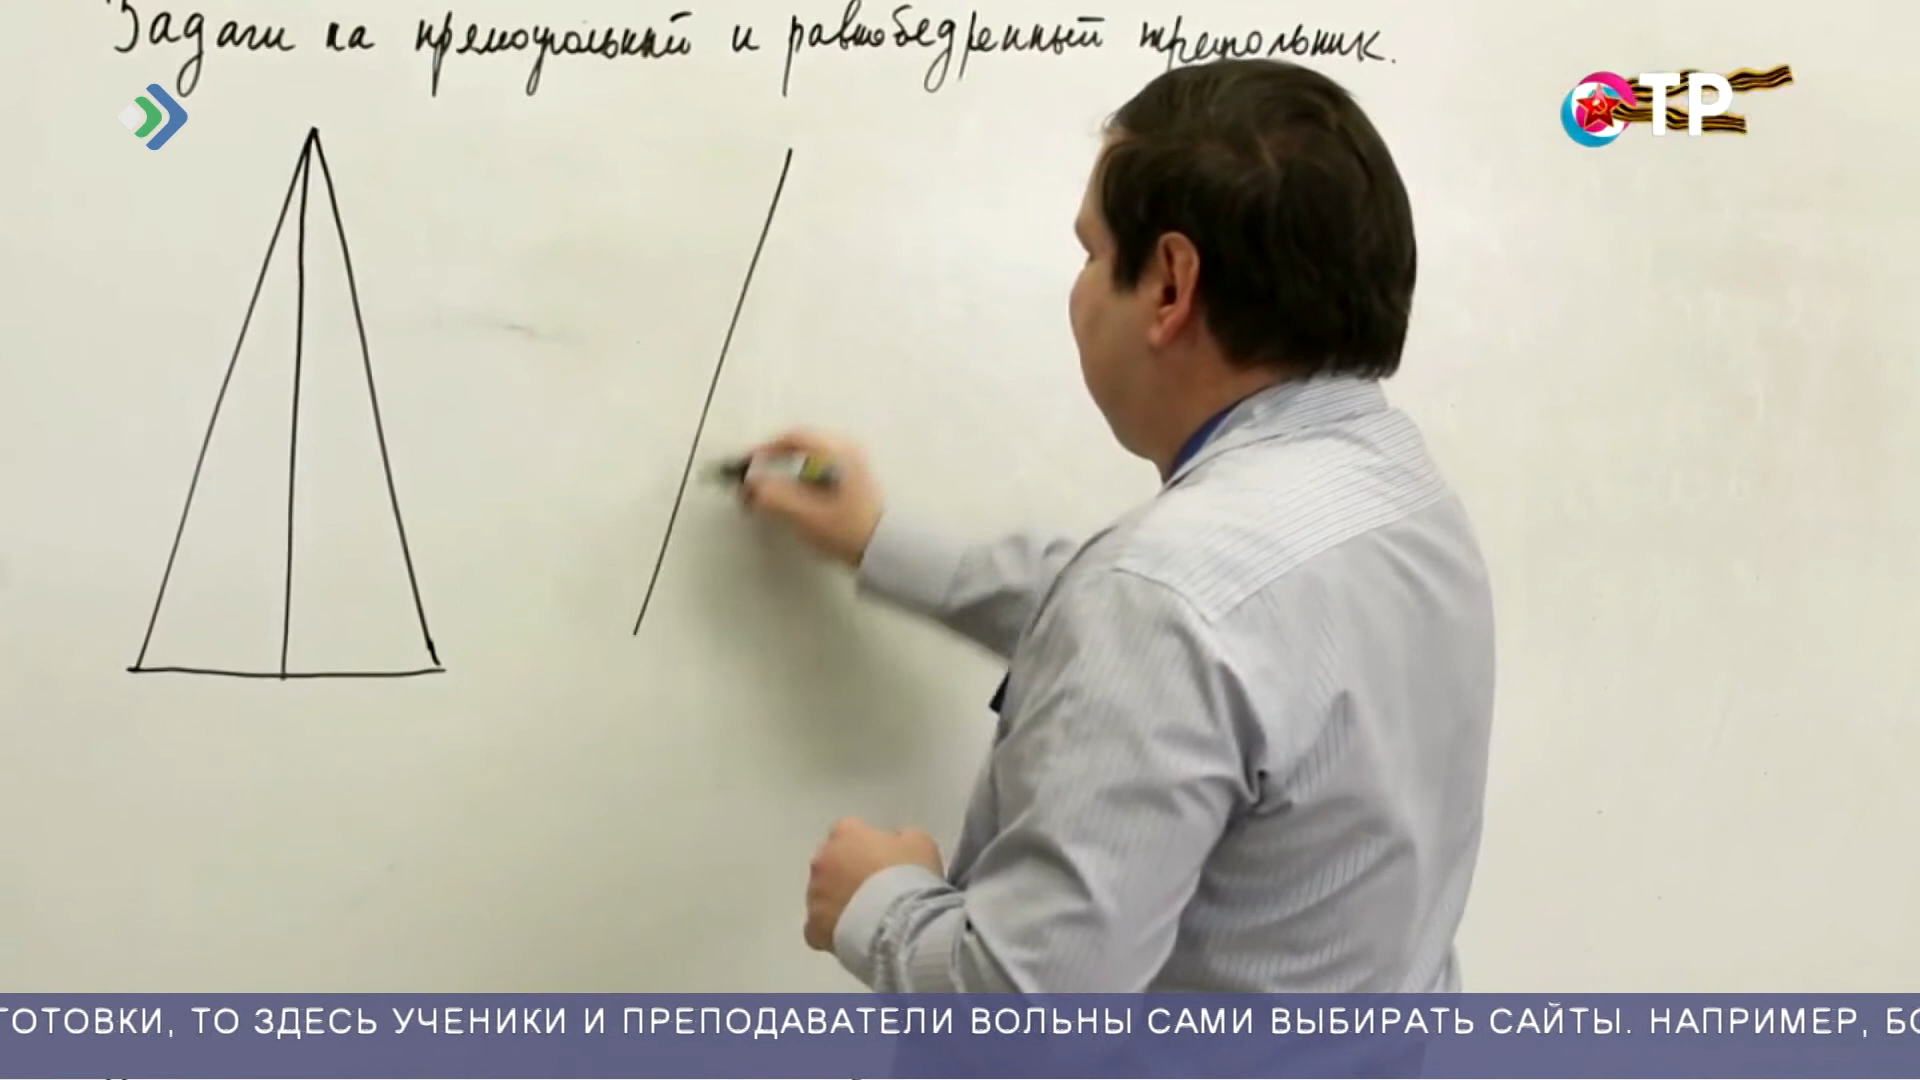 Задачи на прямоугольный и равнобедренный треугольник.
ОТР
ГОТОВКИ, ТО ЗДЕСЬ УЧЕНИКИ И ПРЕПОДАВАТЕЛИ ВОЛЬНЫ САМИ ВЫБИРАТЬ САЙТЫ. НАПРИМЕР, БО